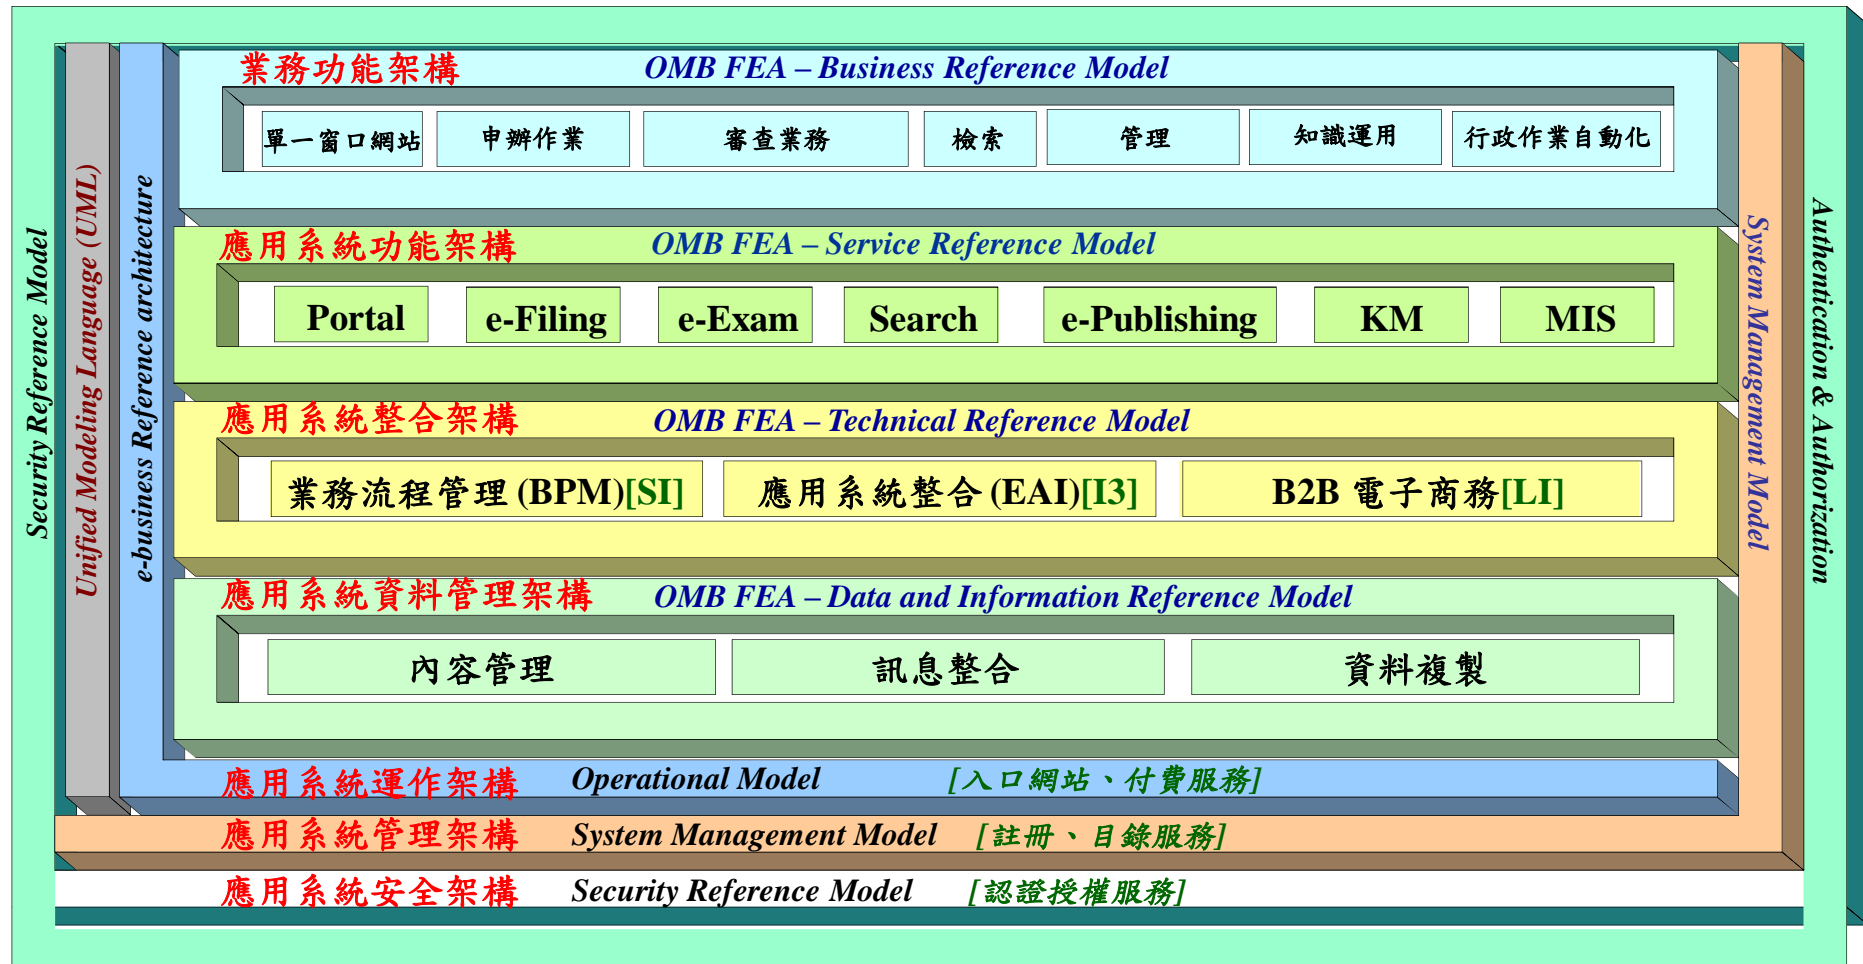 業務功能架構 OMB FEA – Business Reference Model
單一窗口網站 申辦作業 審查業務 檢索 管理 知識運用 行政作業自動化
應用系統功能架構 OMB FEA – Service Reference Model
Portal e-Filing e-Exam Search e-Publishing KM MIS
應用系統整合架構 OMB FEA – Technical Reference Model
業務流程管理 (BPM)[SI] 應用系統整合 (EAI)[I3] B2B 電子商務[LI]
應用系統資料管理架構 OMB FEA – Data and Information Reference Model
內容管理 訊息整合 資料複製
應用系統運作架構 Operational Model [入口網站、付費服務]
應用系統管理架構 System Management Model [註冊、目錄服務]
應用系統安全架構 Security Reference Model [認證授權服務]
Security Reference Model
Unified Modeling Language (UML)
e-business Reference architecture
System Management Model
Authentication & Authorization